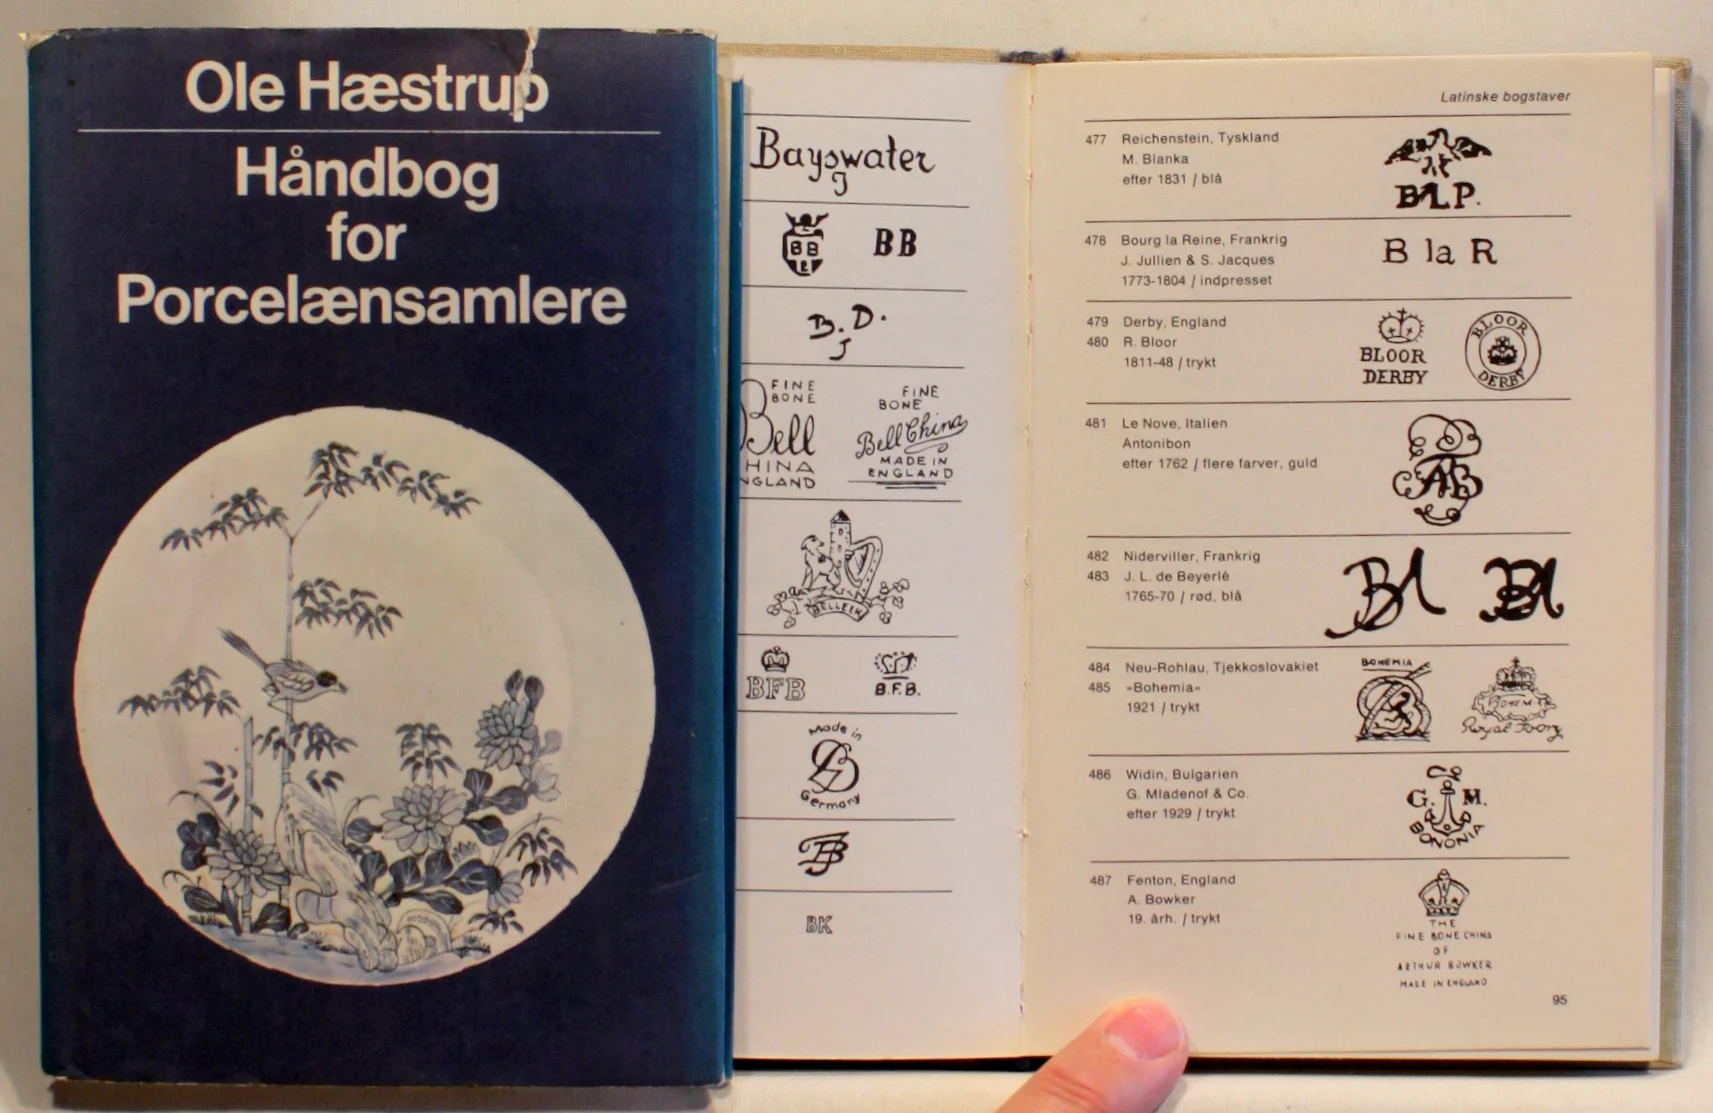 Ole Hæstrup
Håndbog
for
Porcelænsamlere
Bayswater
J
BB
BB
B. D.
J
FINE
BONE
Bell
HINA
NGLAND
FINE
BONE
Bell China
MADE IN
ENGLAND
BELLEEK
BFB
B.F.B.
Made in
Germany
BK
Latinske bogstaver
477 Reichenstein, Tyskland
M. Blanka
efter 1831 / blå
BLP.
478 Bourg la Reine, Frankrig
J. Jullien & S. Jacques
1773-1804 / indpresset
B la R
479 Derby, England
480 R. Bloor
1811-48 / trykt
BLOOR
DERBY
BLOOR
DERBY
481 Le Nove, Italien
Antonibon
efter 1762 / flere farver, guld
482 Niderviller, Frankrig
483 J. L. de Beyerlé
1765-70 / rød, blå
484 Neu-Rohlau, Tjekkoslovakiet
485 »Bohemia«
1921 / trykt
BOHEMIA
Royal Ivory
486 Widin, Bulgarien
G. Mladenof & Co.
efter 1929 / trykt
G. M.
BONONIA
487 Fenton, England
A. Bowker
19. årh. / trykt
THE
FINE BONE CHINA
OF
ARTHUR BOWKER
MADE IN ENGLAND
95